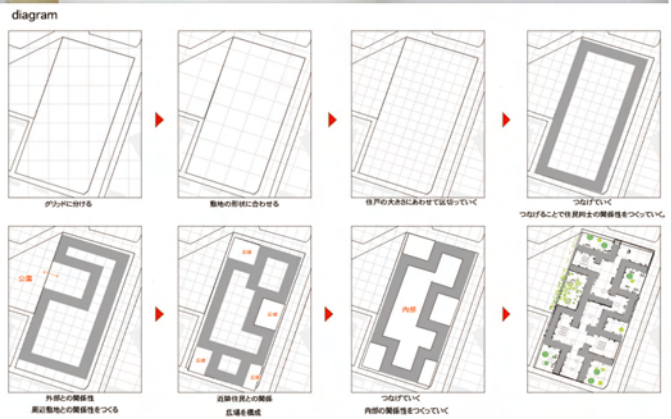 diagram
グリッドに分ける
敷地の形状に合わせる
住戸の大きさにあわせて区切っていく
つなげていく
つなげることで住民同士の関係性をつくっていく。
公園
外部との関係性
周辺敷地との関係性をつくる
広場
広場
広場
広場
近隣住民との関係
広場を構成
内部
つなげていく
内部の関係性をつくっていく